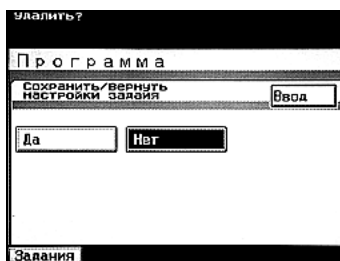 Удалить?
Программа
Сохранить/вернуть
настройки задания
Ввод
Да
Нет
Задания